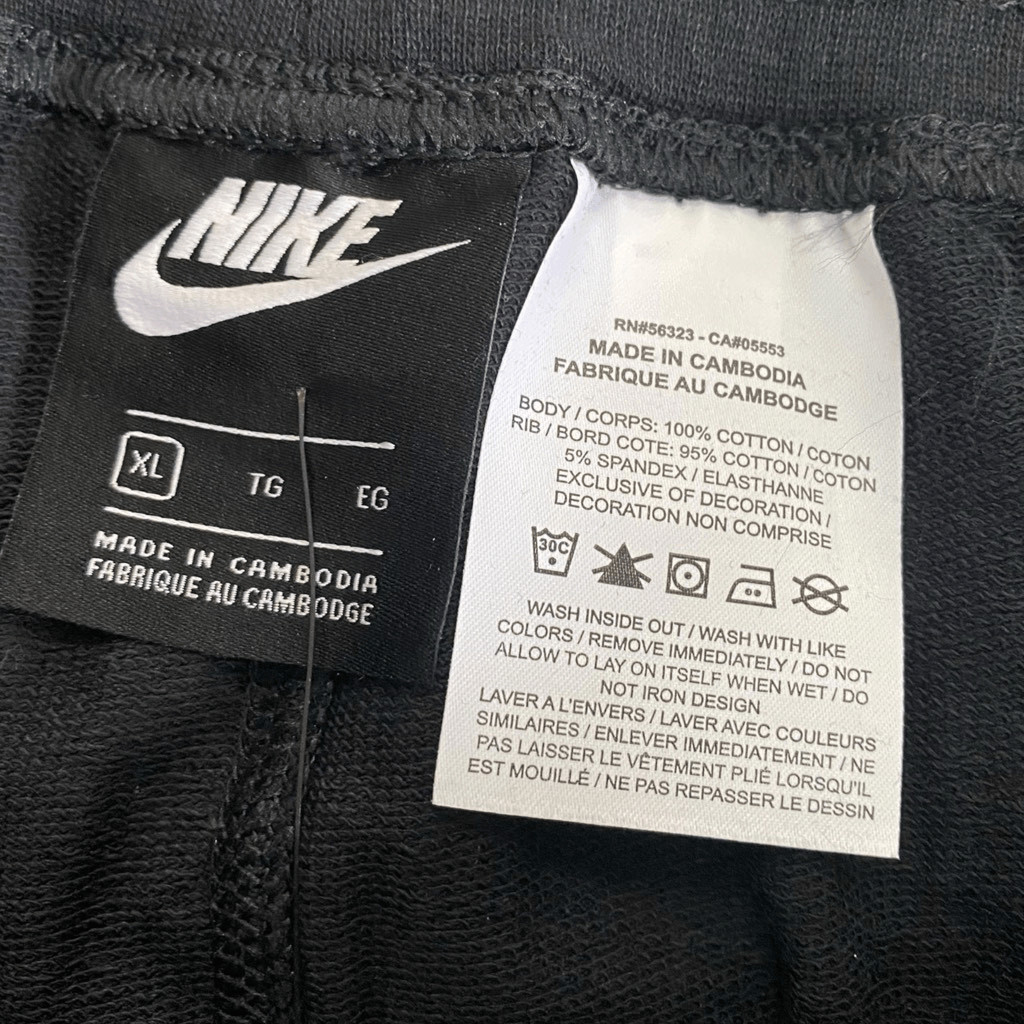 NIKE
XL TG EG
MADE IN CAMBODIA
FABRIQUE AU CAMBODGE
RN#56323 - CA#05553
MADE IN CAMBODIA
FABRIQUE AU CAMBODGE
BODY / CORPS: 100% COTTON / COTON
RIB / BORD COTE: 95% COTTON / COTON
5% SPANDEX / ELASTHANNE
EXCLUSIVE OF DECORATION /
DECORATION NON COMPRISE
30C
WASH INSIDE OUT / WASH WITH LIKE
COLORS / REMOVE IMMEDIATELY / DO NOT
ALLOW TO LAY ON ITSELF WHEN WET / DO
NOT IRON DESIGN
LAVER A L'ENVERS / LAVER AVEC COULEURS
SIMILAIRES / ENLEVER IMMEDIATEMENT / NE
PAS LAISSER LE VÊTEMENT PLIÉ LORSQU'IL
EST MOUILLÉ / NE PAS REPASSER LE DESSIN